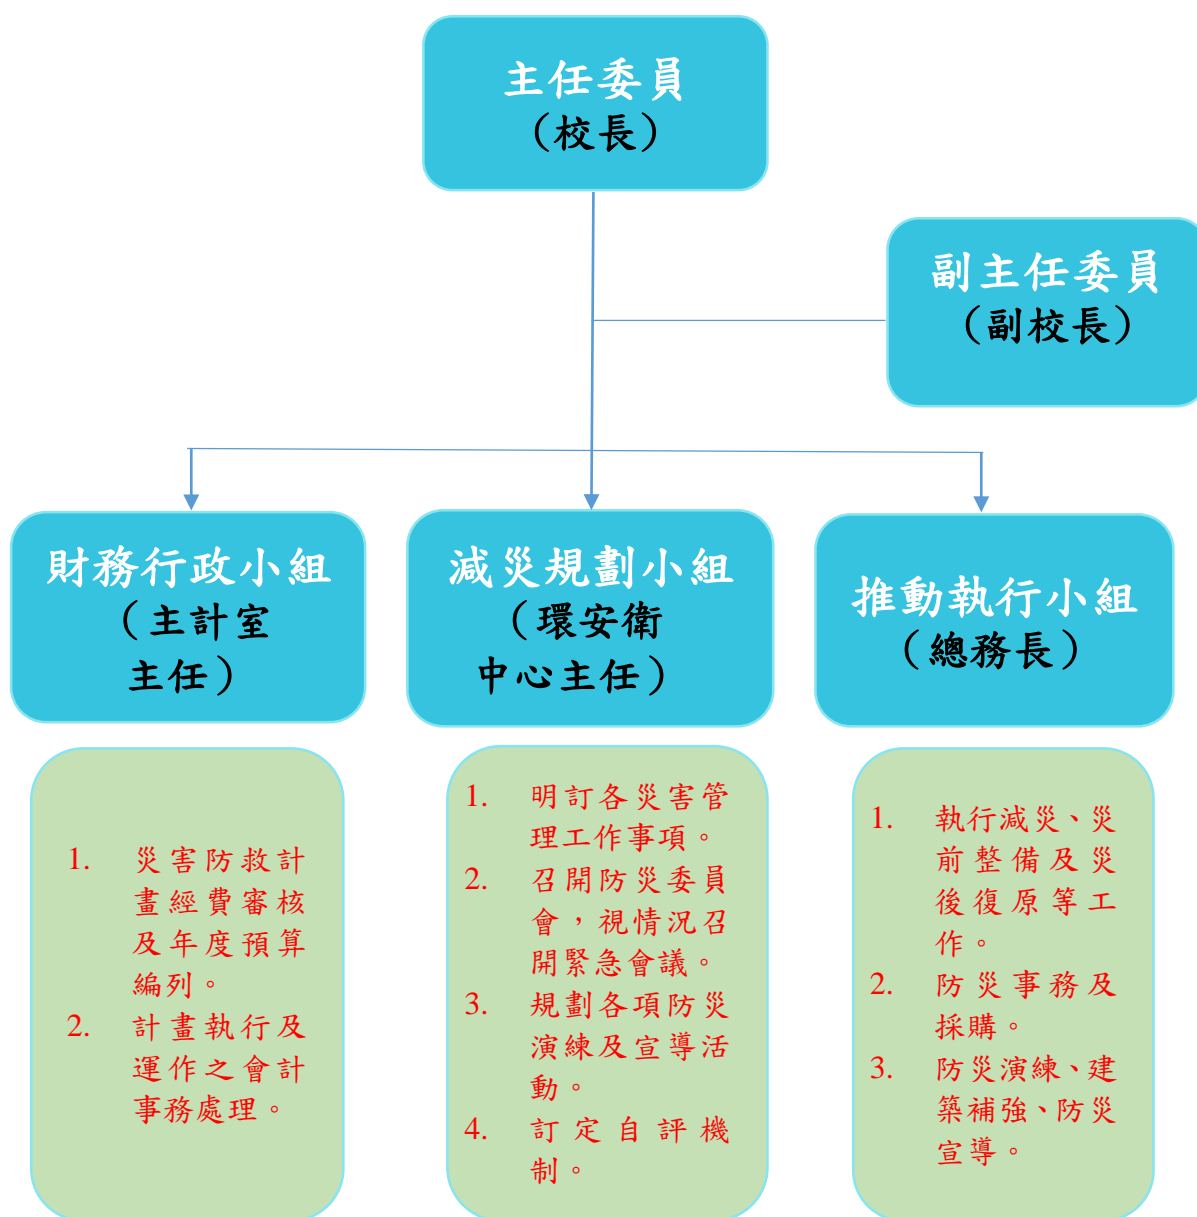 主任委員
（校長）
副主任委員
（副校長）
財務行政小組
（主計室
主任）
減災規劃小組
（環安衛
中心主任）
推動執行小組
（總務長）
1. 災害防救計
畫經費審核
及年度預算
編列。
2. 計畫執行及
運作之會計
事務處理。
1. 明訂各災害管
理工作事項。
2. 召開防災委員
會，視情況召
開緊急會議。
3. 規劃各項防災
演練及宣導活
動。
4. 訂定自評機
制。
1. 執行減災、災
前整備及災
後復原等工
作。
2. 防災事務及
採購。
3. 防災演練、建
築補強、防災
宣導。